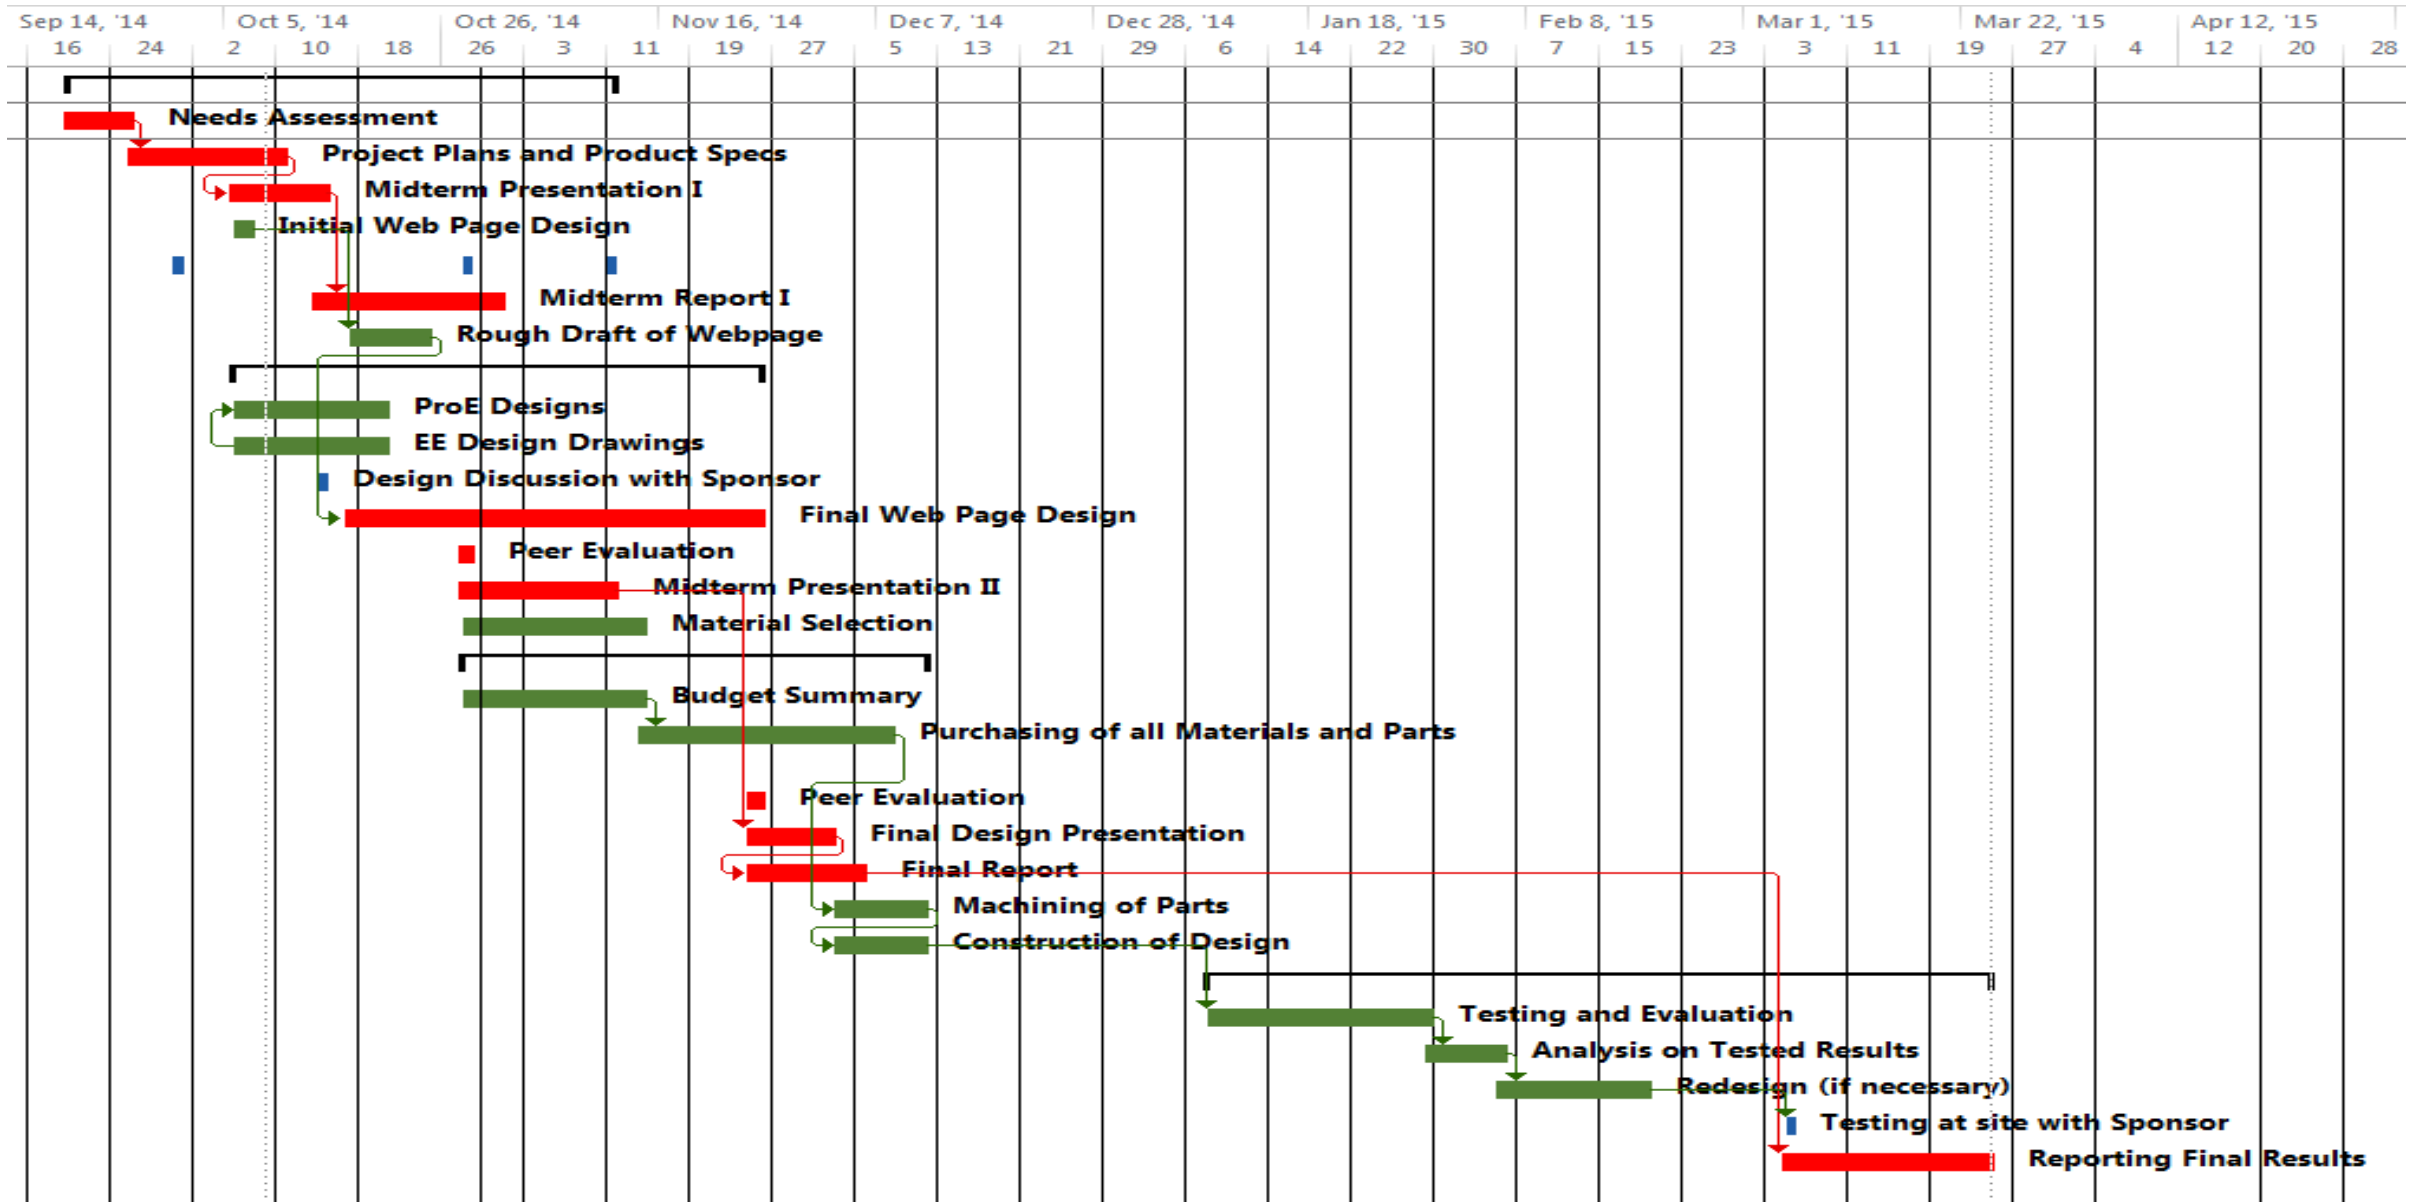 Sep 14, '14 Oct 5, '14 Oct 26, '14 Nov 16, '14 Dec 7, '14 Dec 28, '14 Jan 18, '15 Feb 8, '15 Mar 1, '15 Mar 22, '15 Apr 12, '15
16 24 2 10 18 26 3 11 19 27 5 13 21 29 6 14 22 30 7 15 23 3 11 19 27 4 12 20 28
Needs Assessment
Project Plans and Product Specs
Midterm Presentation I
Initial Web Page Design
Midterm Report I
Rough Draft of Webpage
ProE Designs
EE Design Drawings
Design Discussion with Sponsor
Final Web Page Design
Peer Evaluation
Midterm Presentation II
Material Selection
Budget Summary
Purchasing of all Materials and Parts
Peer Evaluation
Final Design Presentation
Final Report
Machining of Parts
Construction of Design
Testing and Evaluation
Analysis on Tested Results
Redesign (if necessary)
Testing at site with Sponsor
Reporting Final Results